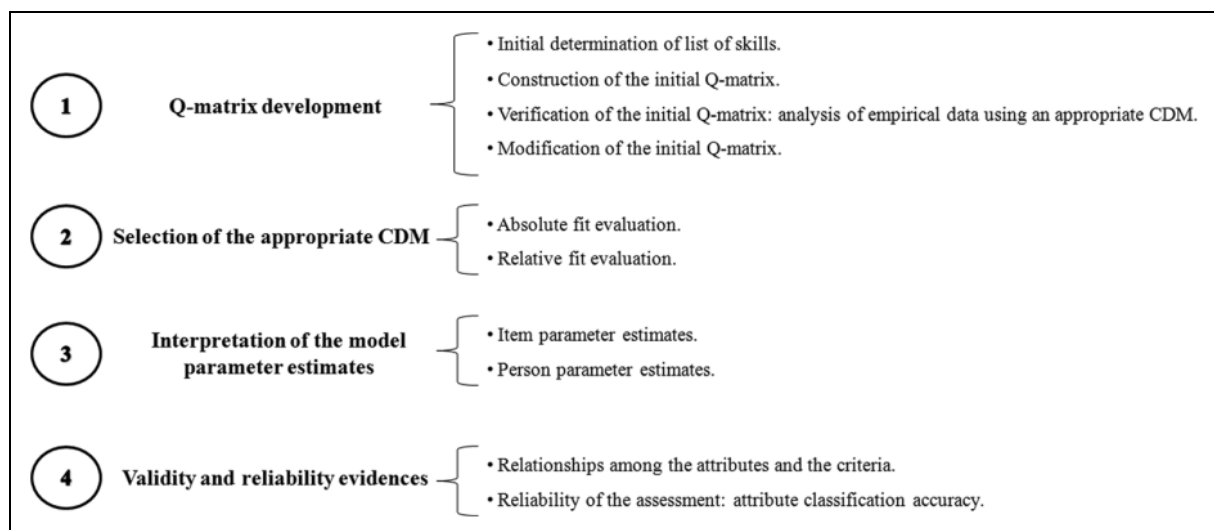 1
Q-matrix development
• Initial determination of list of skills.
• Construction of the initial Q-matrix.
• Verification of the initial Q-matrix: analysis of empirical data using an appropriate CDM.
• Modification of the initial Q-matrix.
2
Selection of the appropriate CDM
• Absolute fit evaluation.
• Relative fit evaluation.
3
Interpretation of the model
parameter estimates
• Item parameter estimates.
• Person parameter estimates.
4
Validity and reliability evidences
• Relationships among the attributes and the criteria.
• Reliability of the assessment: attribute classification accuracy.